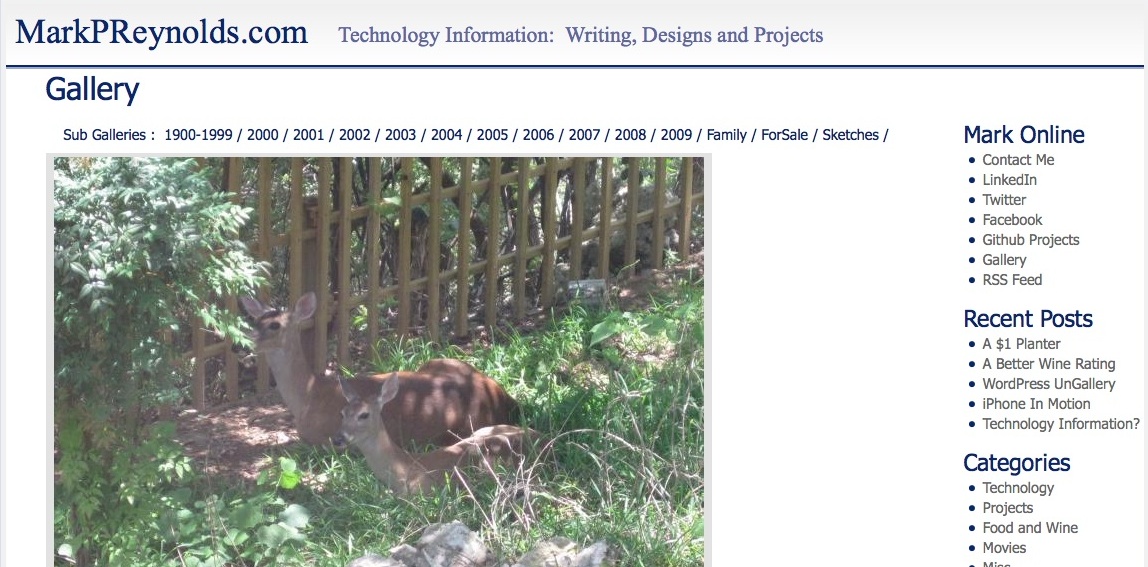 MarkPReynolds.com Technology Information: Writing, Designs and Projects
Gallery
Sub Galleries : 1900-1999 / 2000 / 2001 / 2002 / 2003 / 2004 / 2005 / 2006 / 2007 / 2008 / 2009 / Family / ForSale / Sketches /
Mark Online
Contact Me
LinkedIn
Twitter
Facebook
Github Projects
Gallery
RSS Feed
Recent Posts
A $1 Planter
A Better Wine Rating
WordPress UnGallery
iPhone In Motion
Technology Information?
Categories
Technology
Projects
Food and Wine
Movies